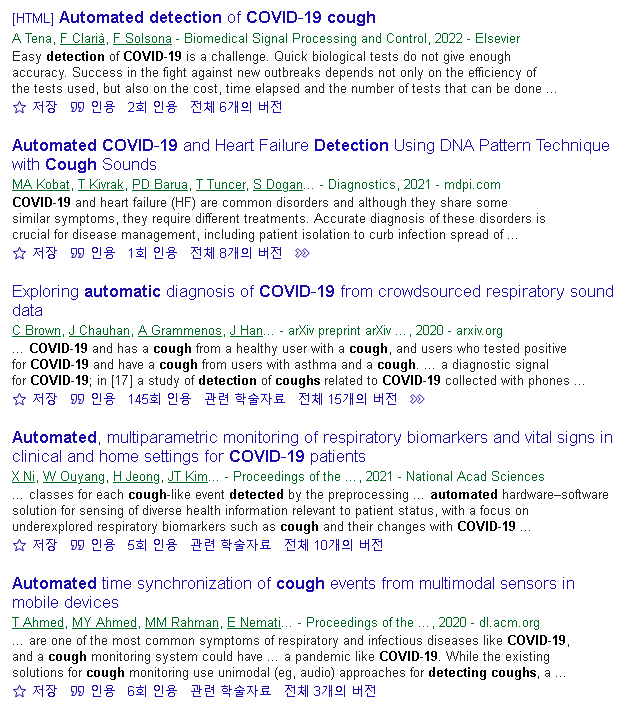 [HTML] Automated detection of COVID-19 cough
A Tena, F Clarià, F Solsona - Biomedical Signal Processing and Control, 2022 - Elsevier
Easy detection of COVID-19 is a challenge. Quick biological tests do not give enough
accuracy. Success in the fight against new outbreaks depends not only on the efficiency of
the tests used, but also on the cost, time elapsed and the number of tests that can be done ...
☆ 저장 인용 2회 인용 전체 6개의 버전
Automated COVID-19 and Heart Failure Detection Using DNA Pattern Technique
with Cough Sounds
MA Kobat, T Kivrak, PD Barua, T Tuncer, S Dogan... - Diagnostics, 2021 - mdpi.com
COVID-19 and heart failure (HF) are common disorders and although they share some
similar symptoms, they require different treatments. Accurate diagnosis of these disorders is
crucial for disease management, including patient isolation to curb infection spread of ...
☆ 저장 인용 1회 인용 전체 8개의 버전
Exploring automatic diagnosis of COVID-19 from crowdsourced respiratory sound
data
C Brown, J Chauhan, A Grammenos, J Han... - arXiv preprint arXiv ..., 2020 - arxiv.org
... COVID-19 and has a cough from a healthy user with a cough, and users who tested positive
for COVID-19 and have a cough from users with asthma and a cough. ... a diagnostic signal
for COVID-19; in [17] a study of detection of coughs related to COVID-19 collected with phones ...
☆ 저장 인용 145회 인용 관련 학술자료 전체 15개의 버전
Automated, multiparametric monitoring of respiratory biomarkers and vital signs in
clinical and home settings for COVID-19 patients
X Ni, W Ouyang, H Jeong, JT Kim... - Proceedings of the ..., 2021 - National Acad Sciences
... classes for each cough-like event detected by the preprocessing ... automated hardware–software
solution for sensing of diverse health information relevant to patient status, with a focus on
underexplored respiratory biomarkers such as cough and their changes with COVID-19 ...
☆ 저장 인용 5회 인용 관련 학술자료 전체 10개의 버전
Automated time synchronization of cough events from multimodal sensors in
mobile devices
T Ahmed, MY Ahmed, MM Rahman, E Nemati... - Proceedings of the ..., 2020 - dl.acm.org
... are one of the most common symptoms of respiratory and infectious diseases like COVID-19,
and a cough monitoring system could have ... a pandemic like COVID-19. While the existing
solutions for cough monitoring use unimodal (eg, audio) approaches for detecting coughs, a ...
☆ 저장 인용 6회 인용 관련 학술자료 전체 3개의 버전